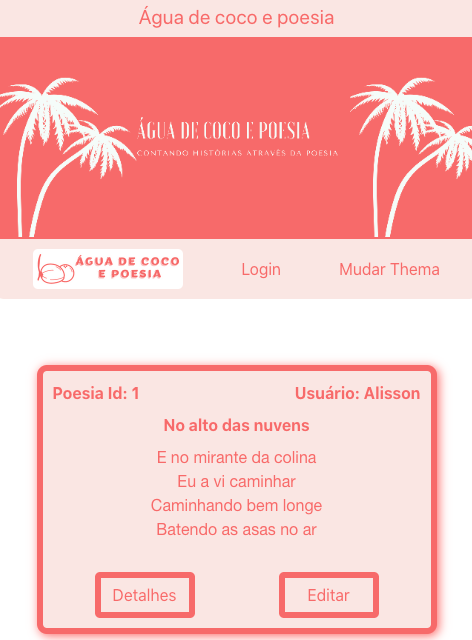 Água de coco e poesia
ÁGUA DE COCO E POESIA
CONTANDO HISTÓRIAS ATRAVÉS DA POESIA
ÁGUA DE COCO
E POESIA
Login
Mudar Thema
Poesia Id: 1
Usuário: Alisson
No alto das nuvens
E no mirante da colina
Eu a vi caminhar
Caminhando bem longe
Batendo as asas no ar
Detalhes
Editar